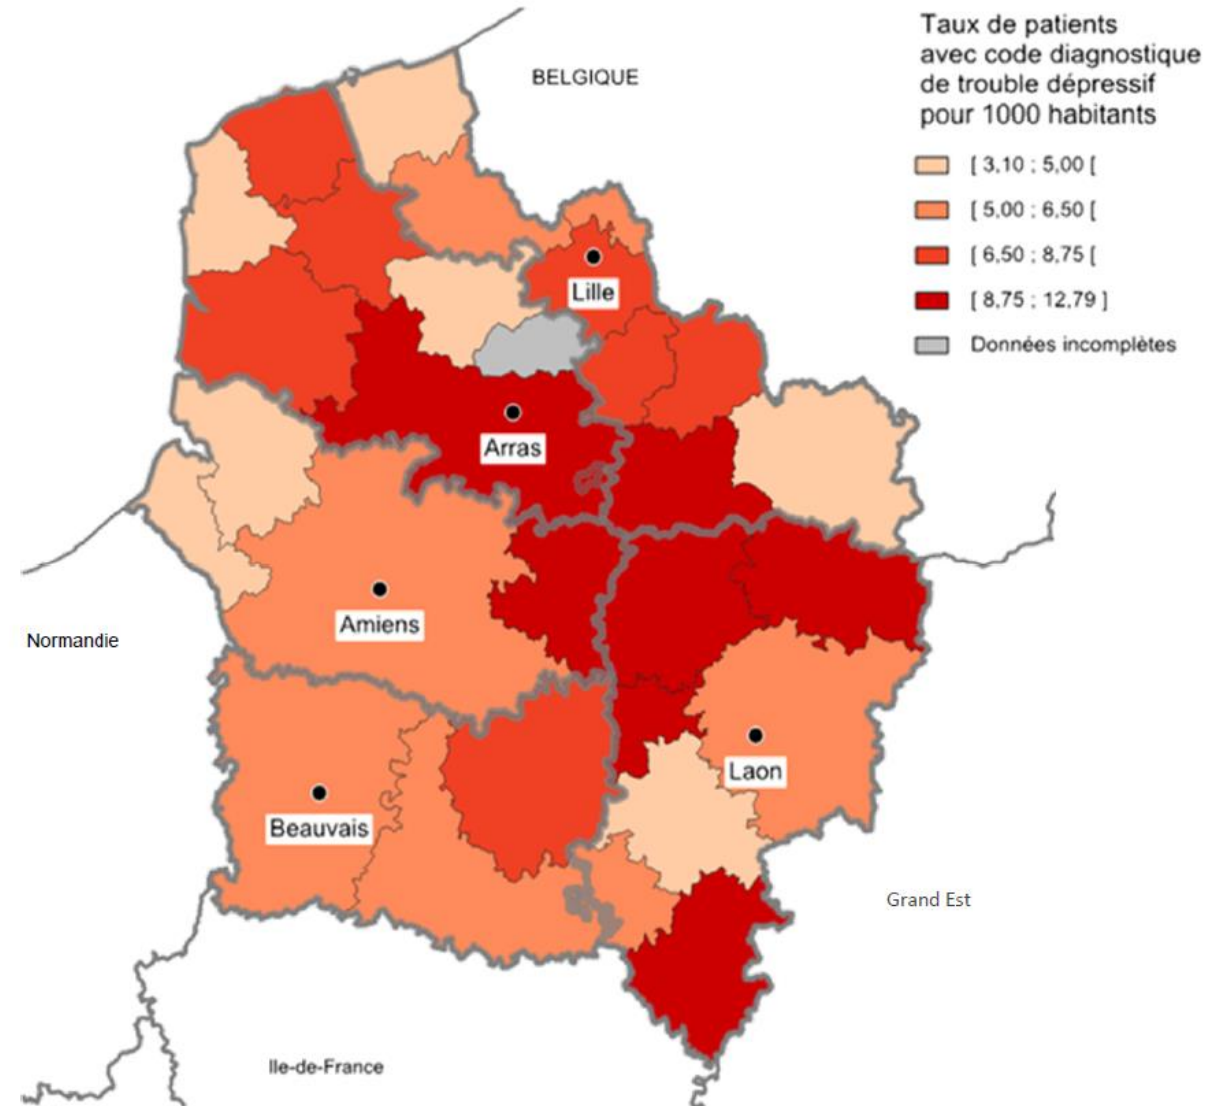 Taux de patients
avec code diagnostique
de trouble dépressif
pour 1000 habitants
[ 3,10 ; 5,00 [
[ 5,00 ; 6,50 [
[ 6,50 ; 8,75 [
[ 8,75 ; 12,79 ]
Données incomplètes
BELGIQUE
Lille
Arras
Amiens
Normandie
Laon
Beauvais
Grand Est
Ile-de-France